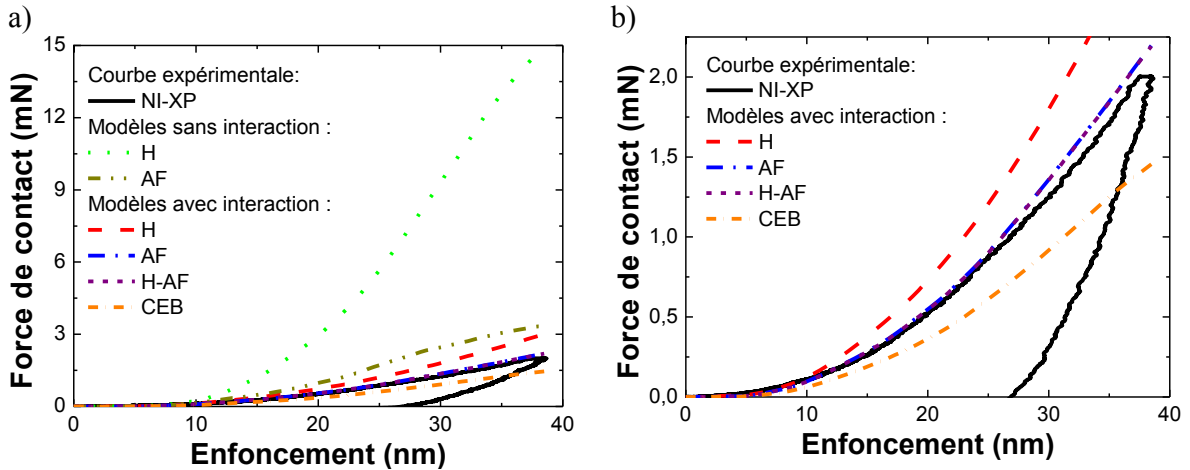 a)
15
12
9
6
3
0
Force de contact (mN)
Courbe expérimentale:
NI-XP
Modèles sans interaction :
H
AF
Modèles avec interaction :
H
AF
H-AF
CEB
0
10
20
30
40
Enfoncement (nm)
b)
2,0
1,5
1,0
0,5
0,0
Force de contact (mN)
Courbe expérimentale:
NI-XP
Modèles avec interaction :
H
AF
H-AF
CEB
0
10
20
30
40
Enfoncement (nm)